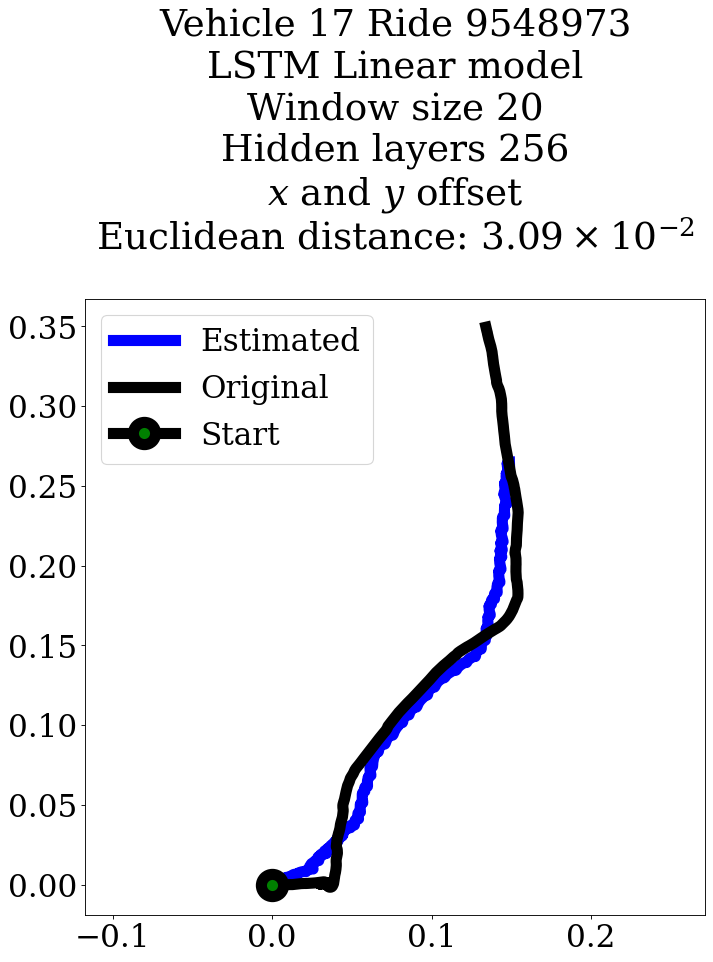 Vehicle 17 Ride 9548973
LSTM Linear model
Window size 20
Hidden layers 256
x and y offset
Euclidean distance: 3.09 × 10⁻²
Estimated
Original
Start
0.35
0.30
0.25
0.20
0.15
0.10
0.05
0.00
−0.1
0.0
0.1
0.2